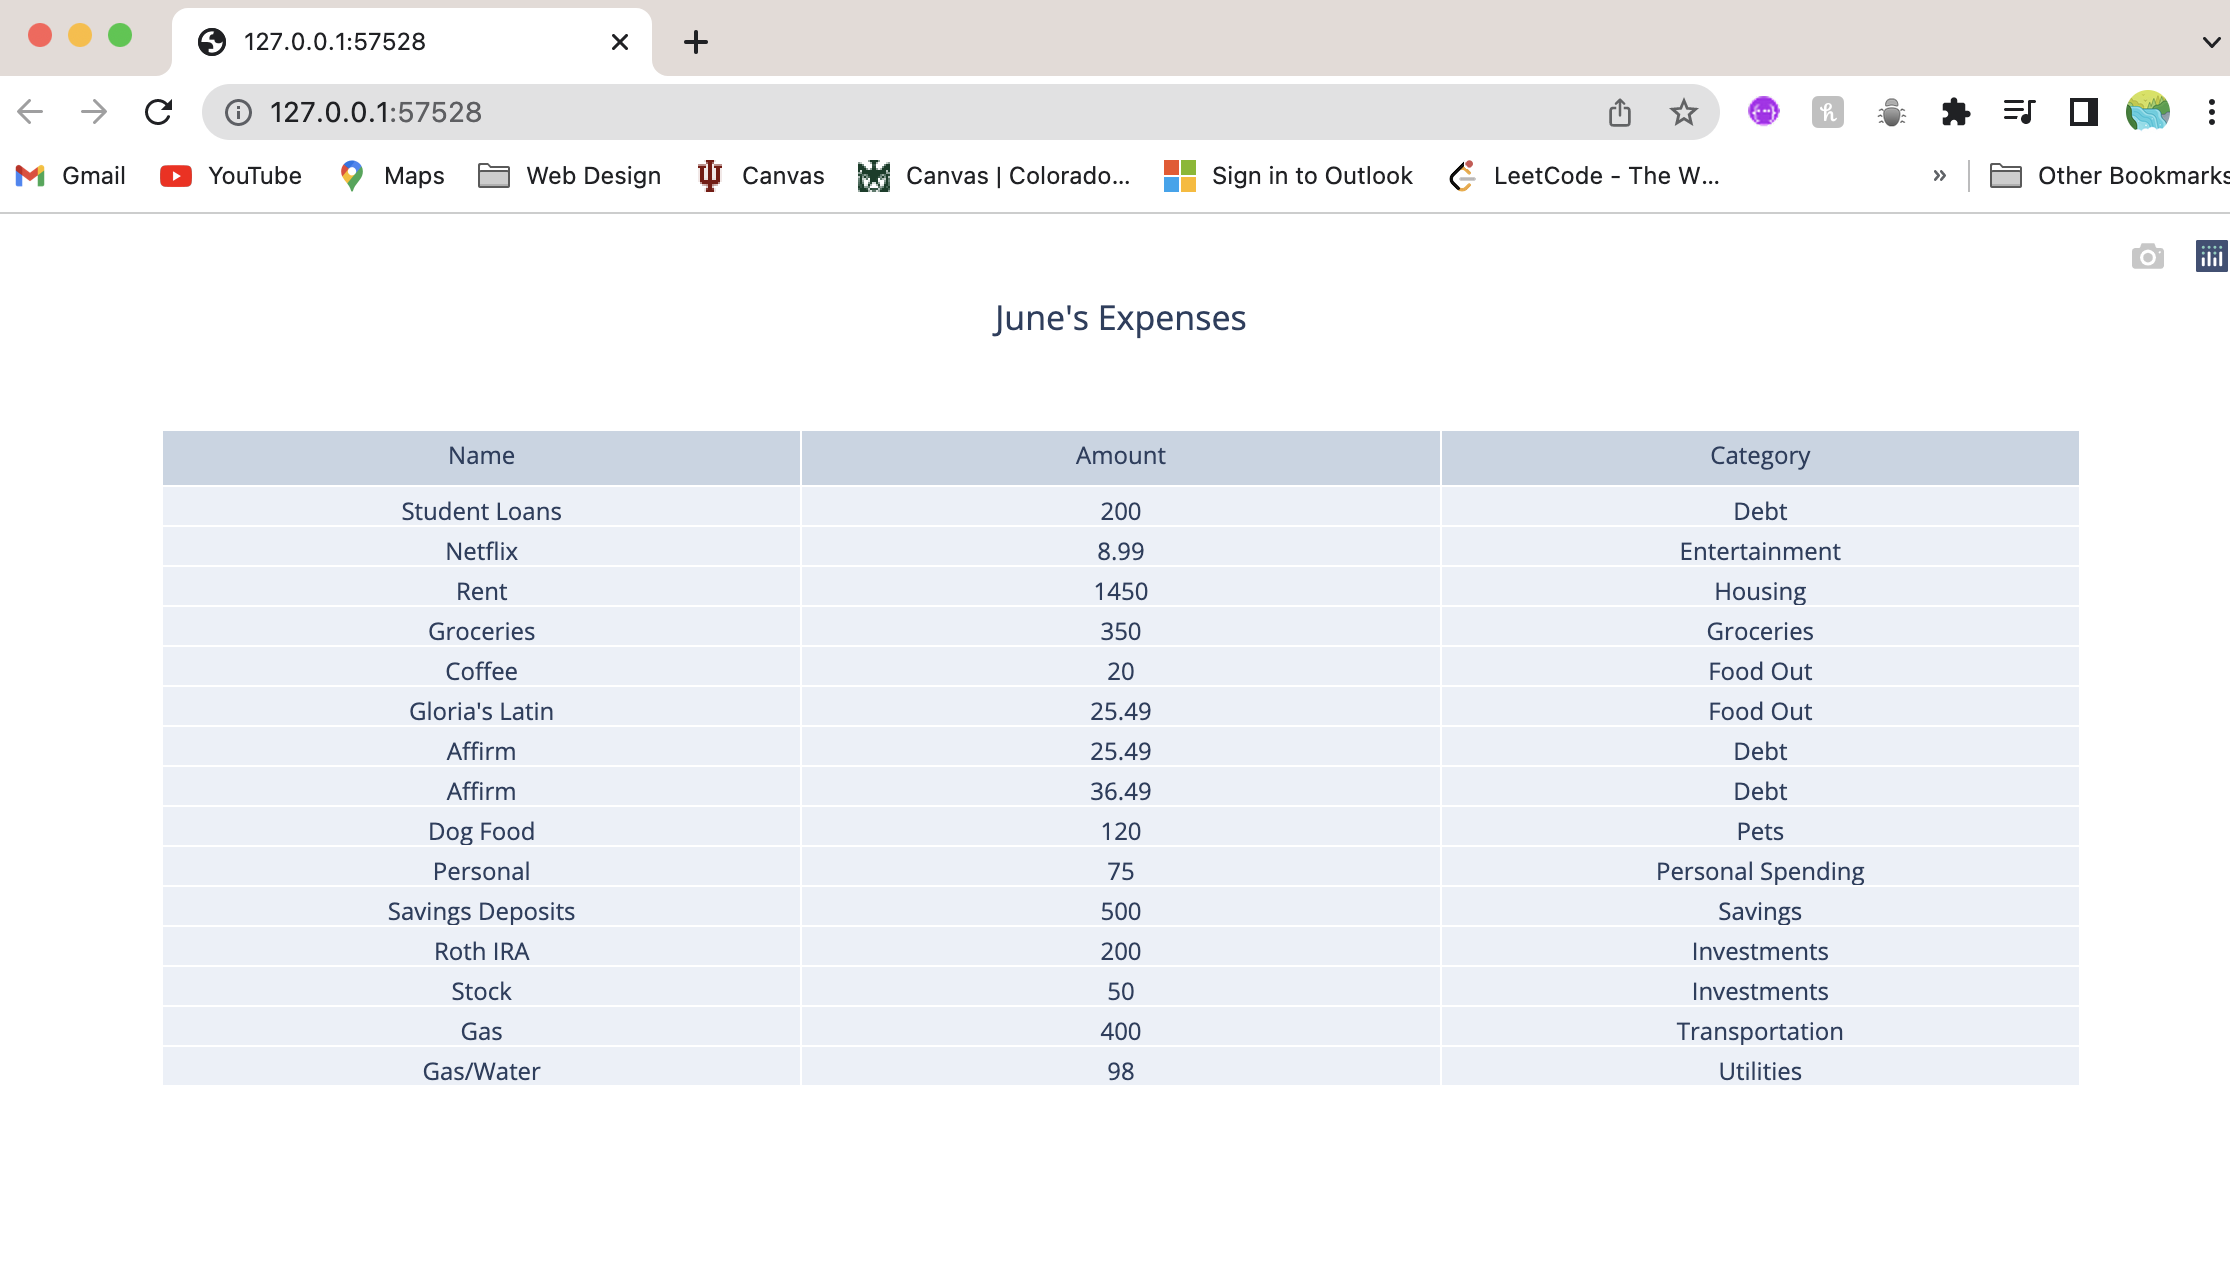 127.0.0.1:57528
127.0.0.1:57528
Gmail YouTube Maps Web Design Canvas Canvas | Colorado... Sign in to Outlook LeetCode - The W... » Other Bookmarks
June's Expenses
Name Amount Category
Student Loans 200 Debt
Netflix 8.99 Entertainment
Rent 1450 Housing
Groceries 350 Groceries
Coffee 20 Food Out
Gloria's Latin 25.49 Food Out
Affirm 25.49 Debt
Affirm 36.49 Debt
Dog Food 120 Pets
Personal 75 Personal Spending
Savings Deposits 500 Savings
Roth IRA 200 Investments
Stock 50 Investments
Gas 400 Transportation
Gas/Water 98 Utilities